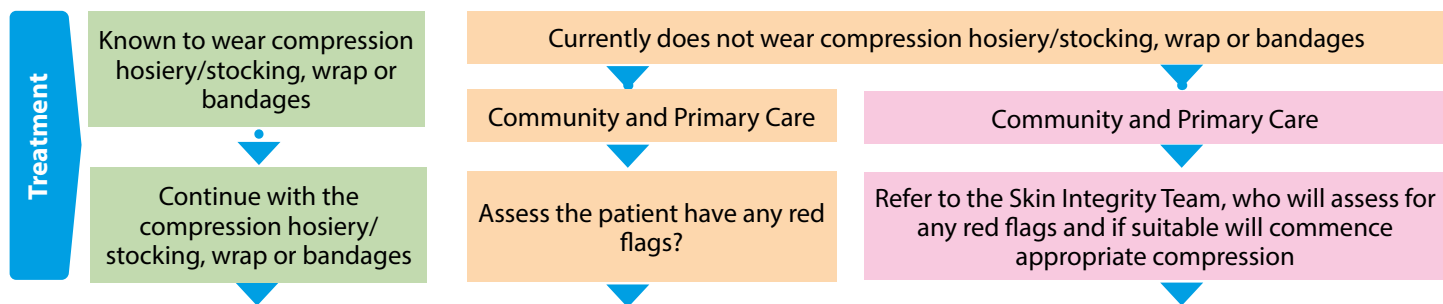 Treatment
Known to wear compression
hosiery/stocking, wrap or
bandages
Continue with the
compression hosiery/
stocking, wrap or bandages
Currently does not wear compression hosiery/stocking, wrap or bandages
Community and Primary Care
Assess the patient have any red
flags?
Community and Primary Care
Refer to the Skin Integrity Team, who will assess for
any red flags and if suitable will commence
appropriate compression